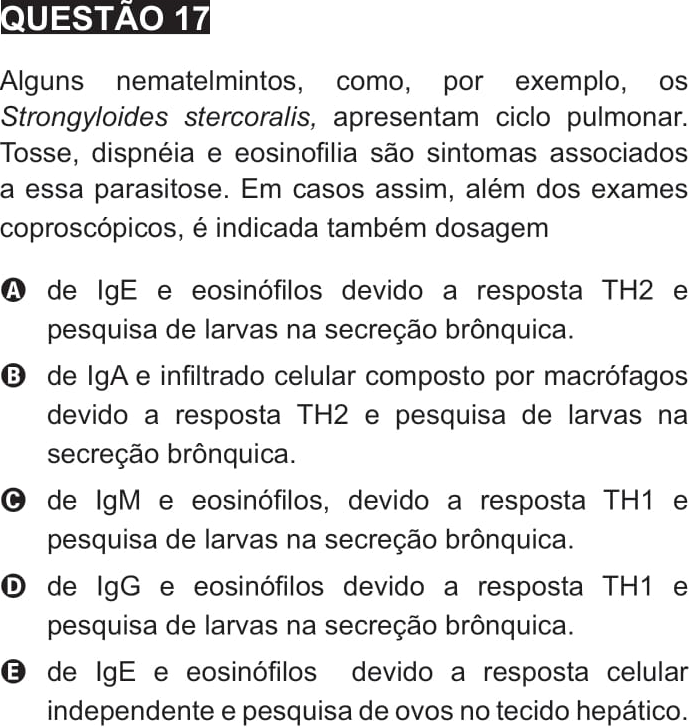 QUESTÃO 17
Alguns nematelmintos, como, por exemplo, os
Strongyloides stercoralis, apresentam ciclo pulmonar.
Tosse, dispnéia e eosinofilia são sintomas associados
a essa parasitose. Em casos assim, além dos exames
coproscópicos, é indicada também dosagem
A de IgE e eosinófilos devido a resposta TH2 e
pesquisa de larvas na secreção brônquica.
B de IgA e infiltrado celular composto por macrófagos
devido a resposta TH2 e pesquisa de larvas na
secreção brônquica.
C de IgM e eosinófilos, devido a resposta TH1 e
pesquisa de larvas na secreção brônquica.
D de IgG e eosinófilos devido a resposta TH1 e
pesquisa de larvas na secreção brônquica.
E de IgE e eosinófilos devido a resposta celular
independente e pesquisa de ovos no tecido hepático.